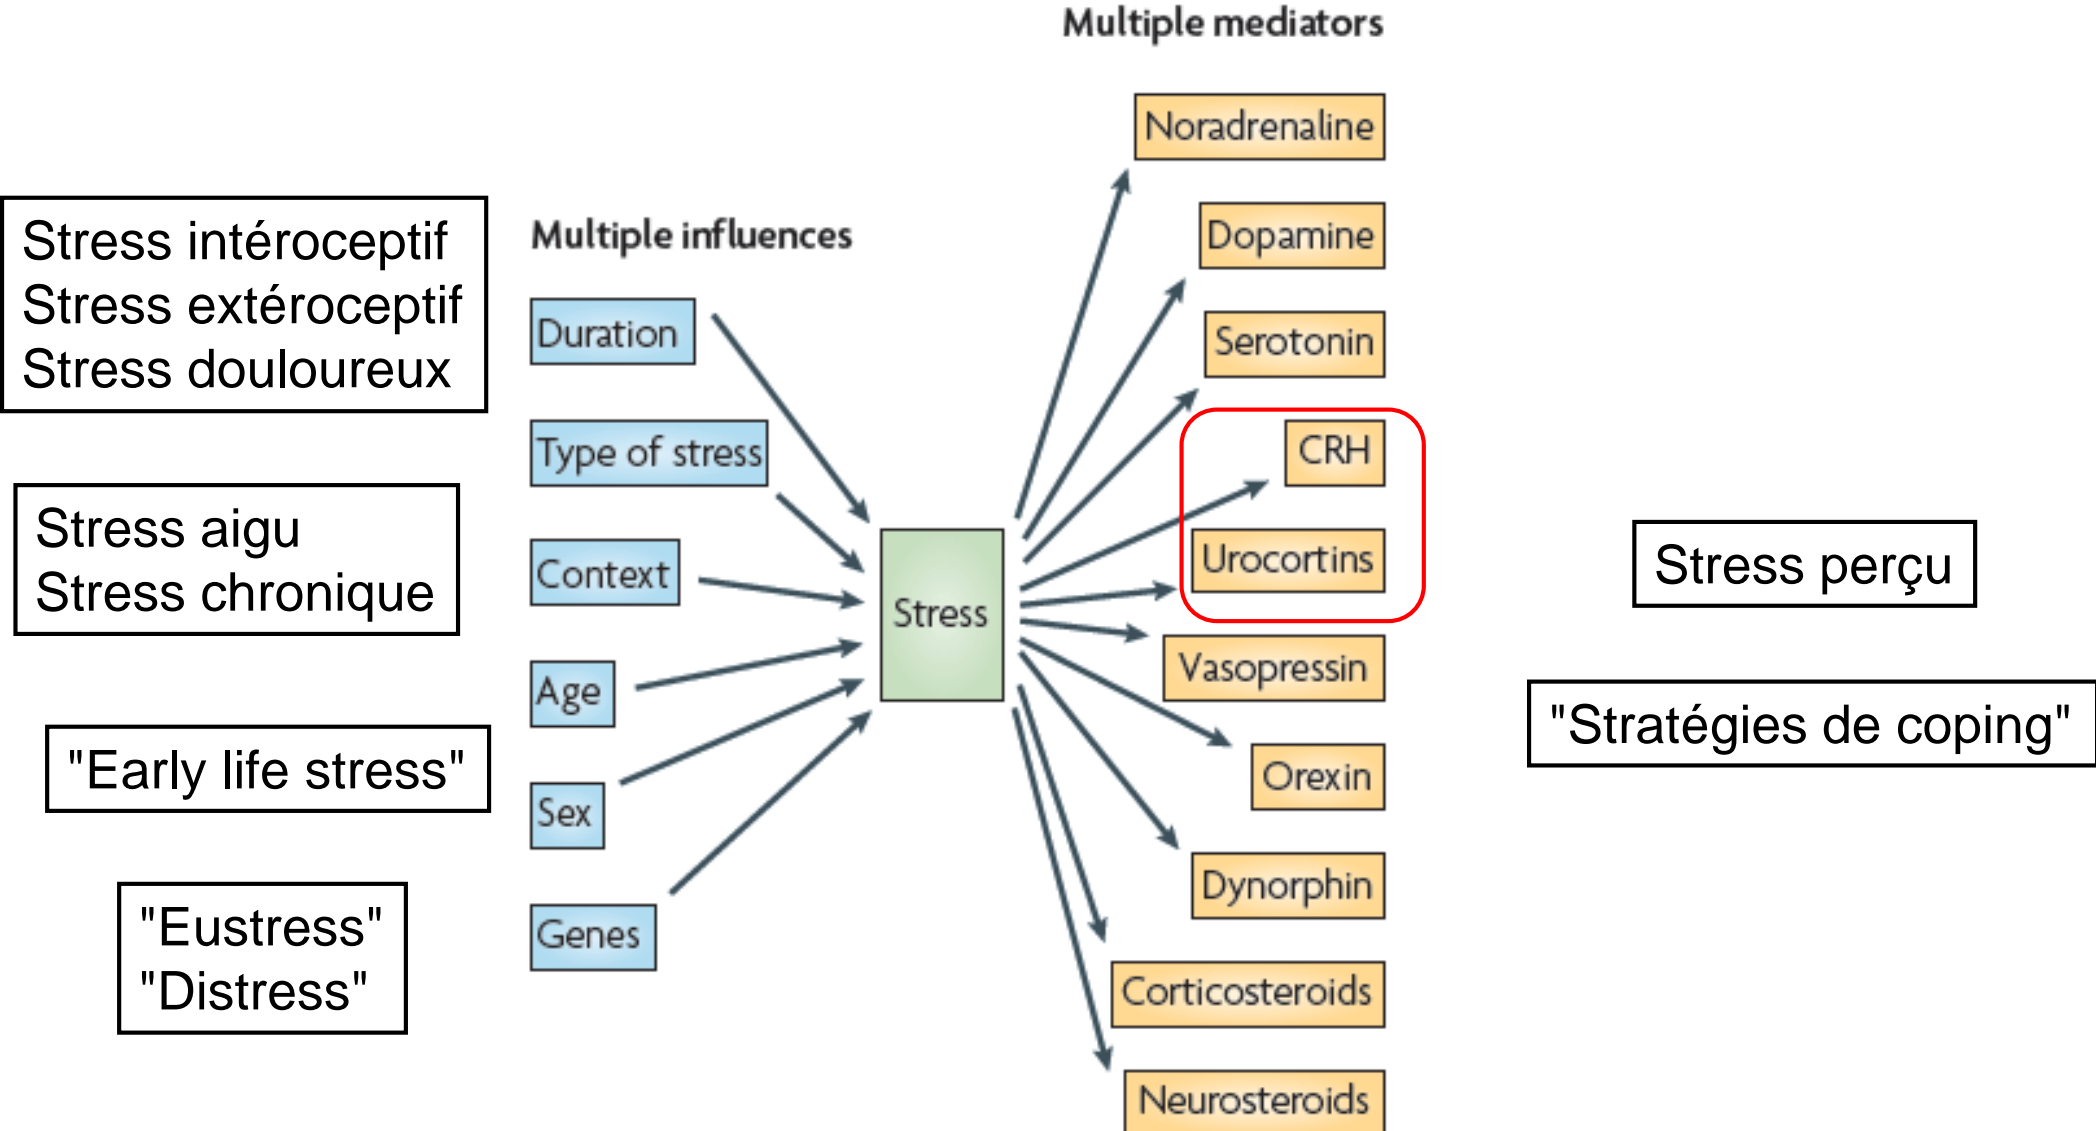 Multiple mediators
Noradrenaline
Dopamine
Serotonin
CRH
Urocortins
Vasopressin
Orexin
Dynorphin
Corticosteroids
Neurosteroids
Multiple influences
Duration
Type of stress
Context
Age
Sex
Genes
Stress
Stress intéroceptif
Stress extéroceptif
Stress douloureux
Stress aigu
Stress chronique
"Early life stress"
"Eustress"
"Distress"
Stress perçu
"Stratégies de coping"